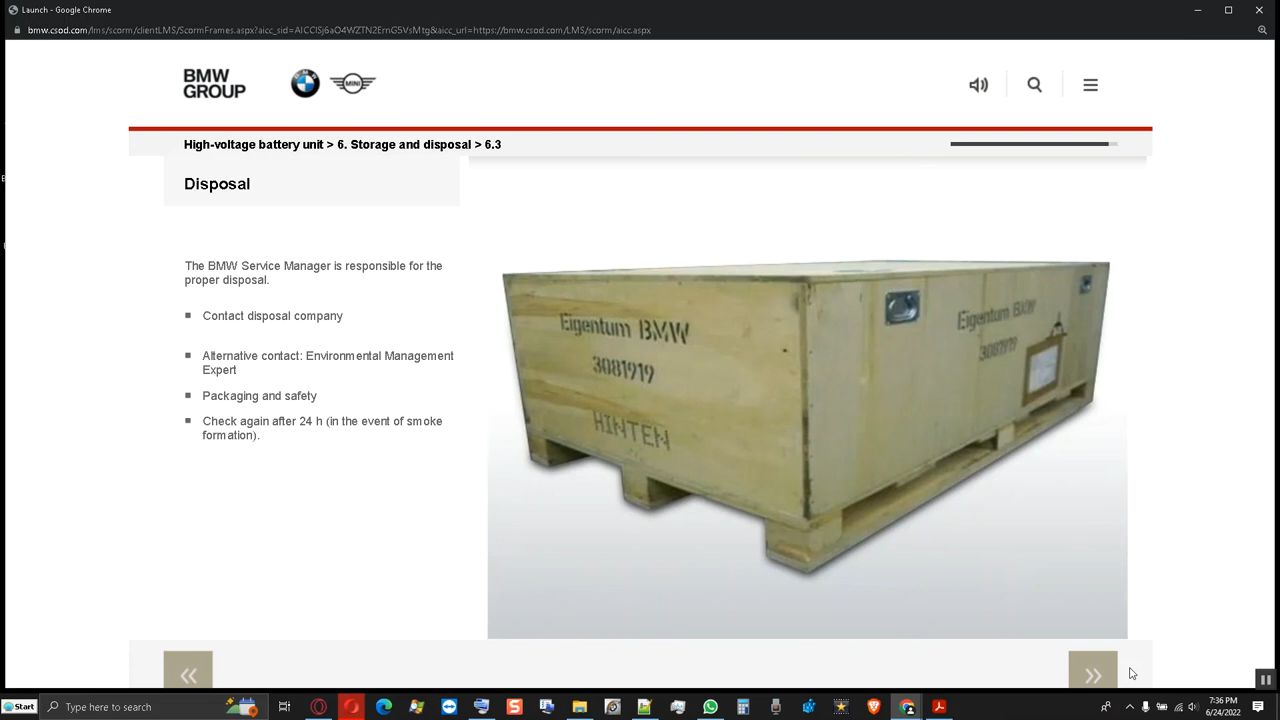 Launch - Google Chrome
bmw.csod.com/lms/scorm/clientLMS/ScormFrames.aspx?aicc_sid=AICCISj6aO4WZTN2ErnG5VsMtg&aicc_url=https://bmw.csod.com/LMS/scorm/aicc.aspx
BMW
GROUP
BMW
MINI
High-voltage battery unit > 6. Storage and disposal > 6.3
Disposal
The BMW Service Manager is responsible for the
proper disposal.
Contact disposal company
Alternative contact: Environmental Management
Expert
Packaging and safety
Check again after 24 h (in the event of smoke
formation).
Eigentum BMW
3081919
HINTEN
Eigentum BMW
3081919
Start
Type here to search
7:36 PM
6/24/2022